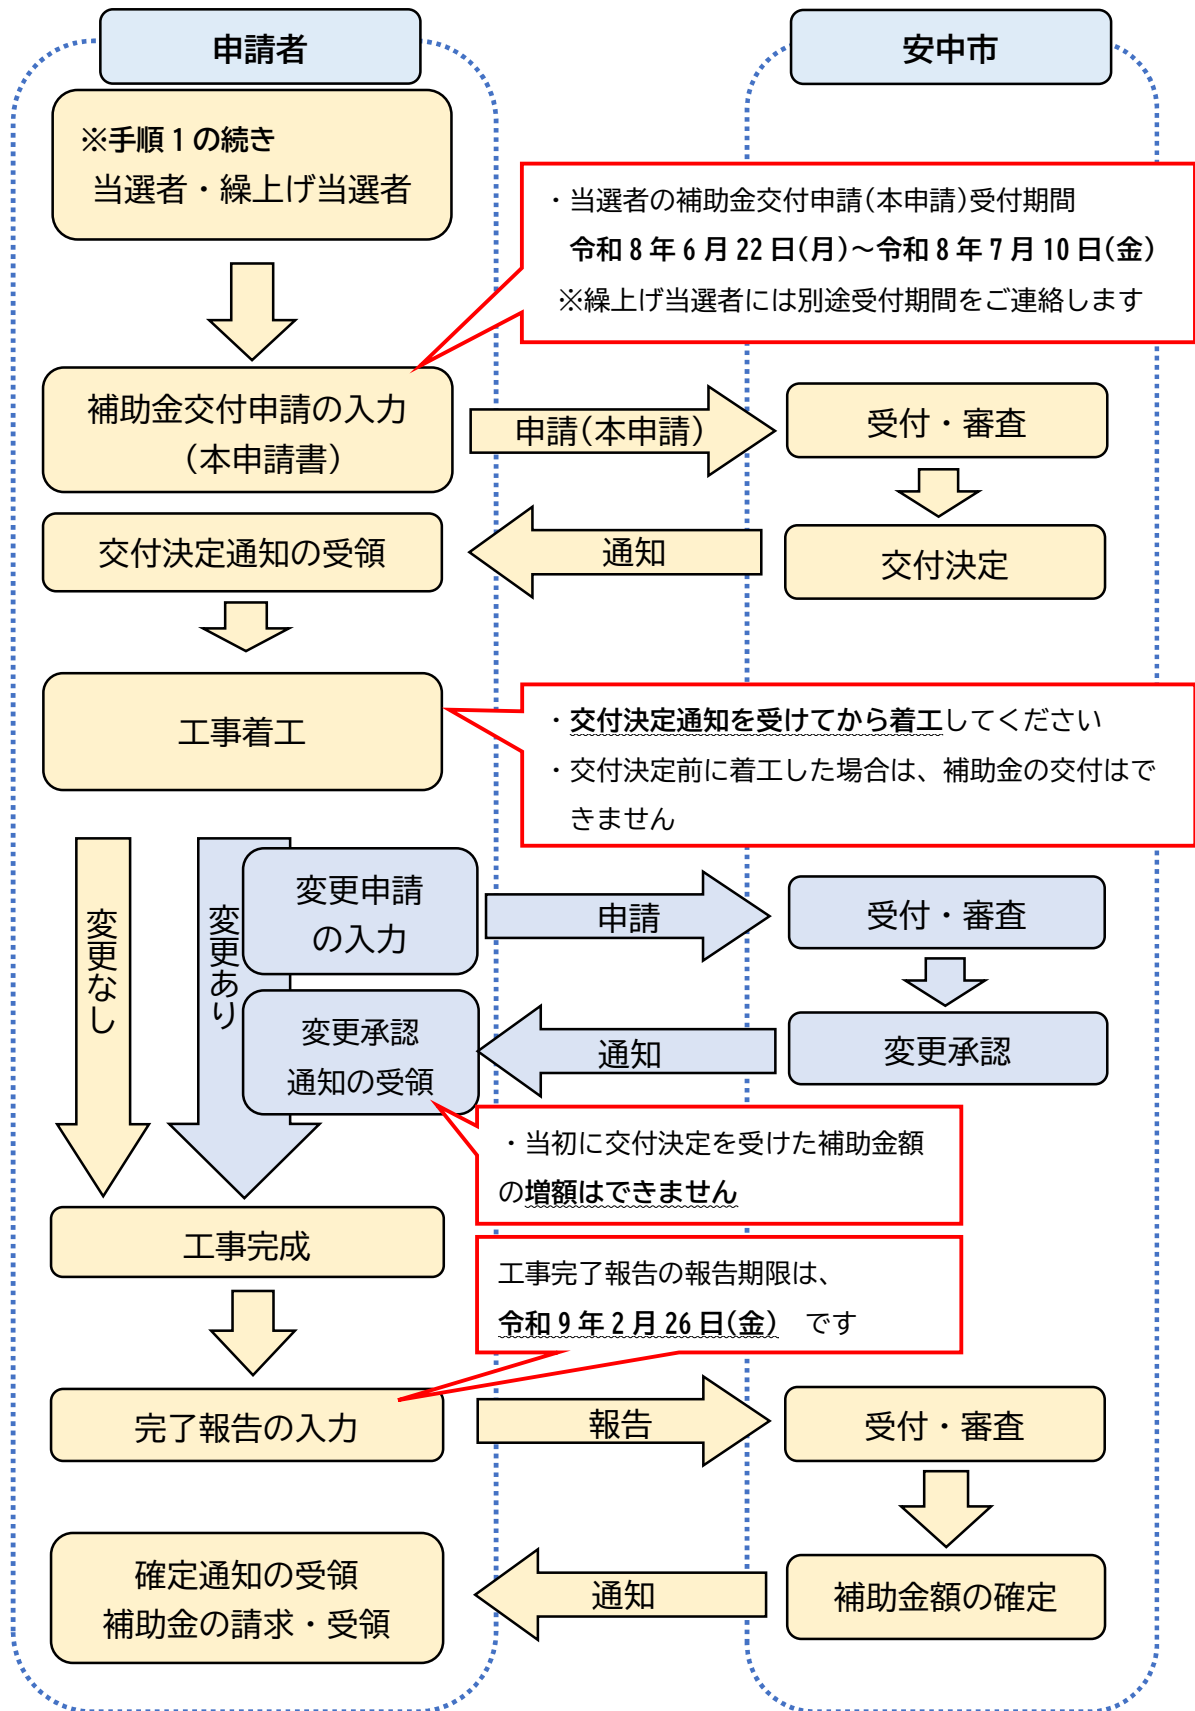 申請者
安中市
※手順1の続き
当選者・繰上げ当選者
・当選者の補助金交付申請(本申請)受付期間
令和8年6月22日(月)～令和8年7月10日(金)
※繰上げ当選者には別途受付期間をご連絡します
補助金交付申請の入力
(本申請書)
申請(本申請)
受付・審査
交付決定通知の受領
通知
交付決定
工事着工
・交付決定通知を受けてから着工してください
・交付決定前に着工した場合は、補助金の交付はで
きません
変更なし
変更あり
変更申請
の入力
申請
受付・審査
変更承認
通知の受領
通知
変更承認
・当初に交付決定を受けた補助金額
の増額はできません
工事完成
工事完了報告の報告期限は、
令和9年2月26日(金)　です
完了報告の入力
報告
受付・審査
確定通知の受領
補助金の請求・受領
通知
補助金額の確定